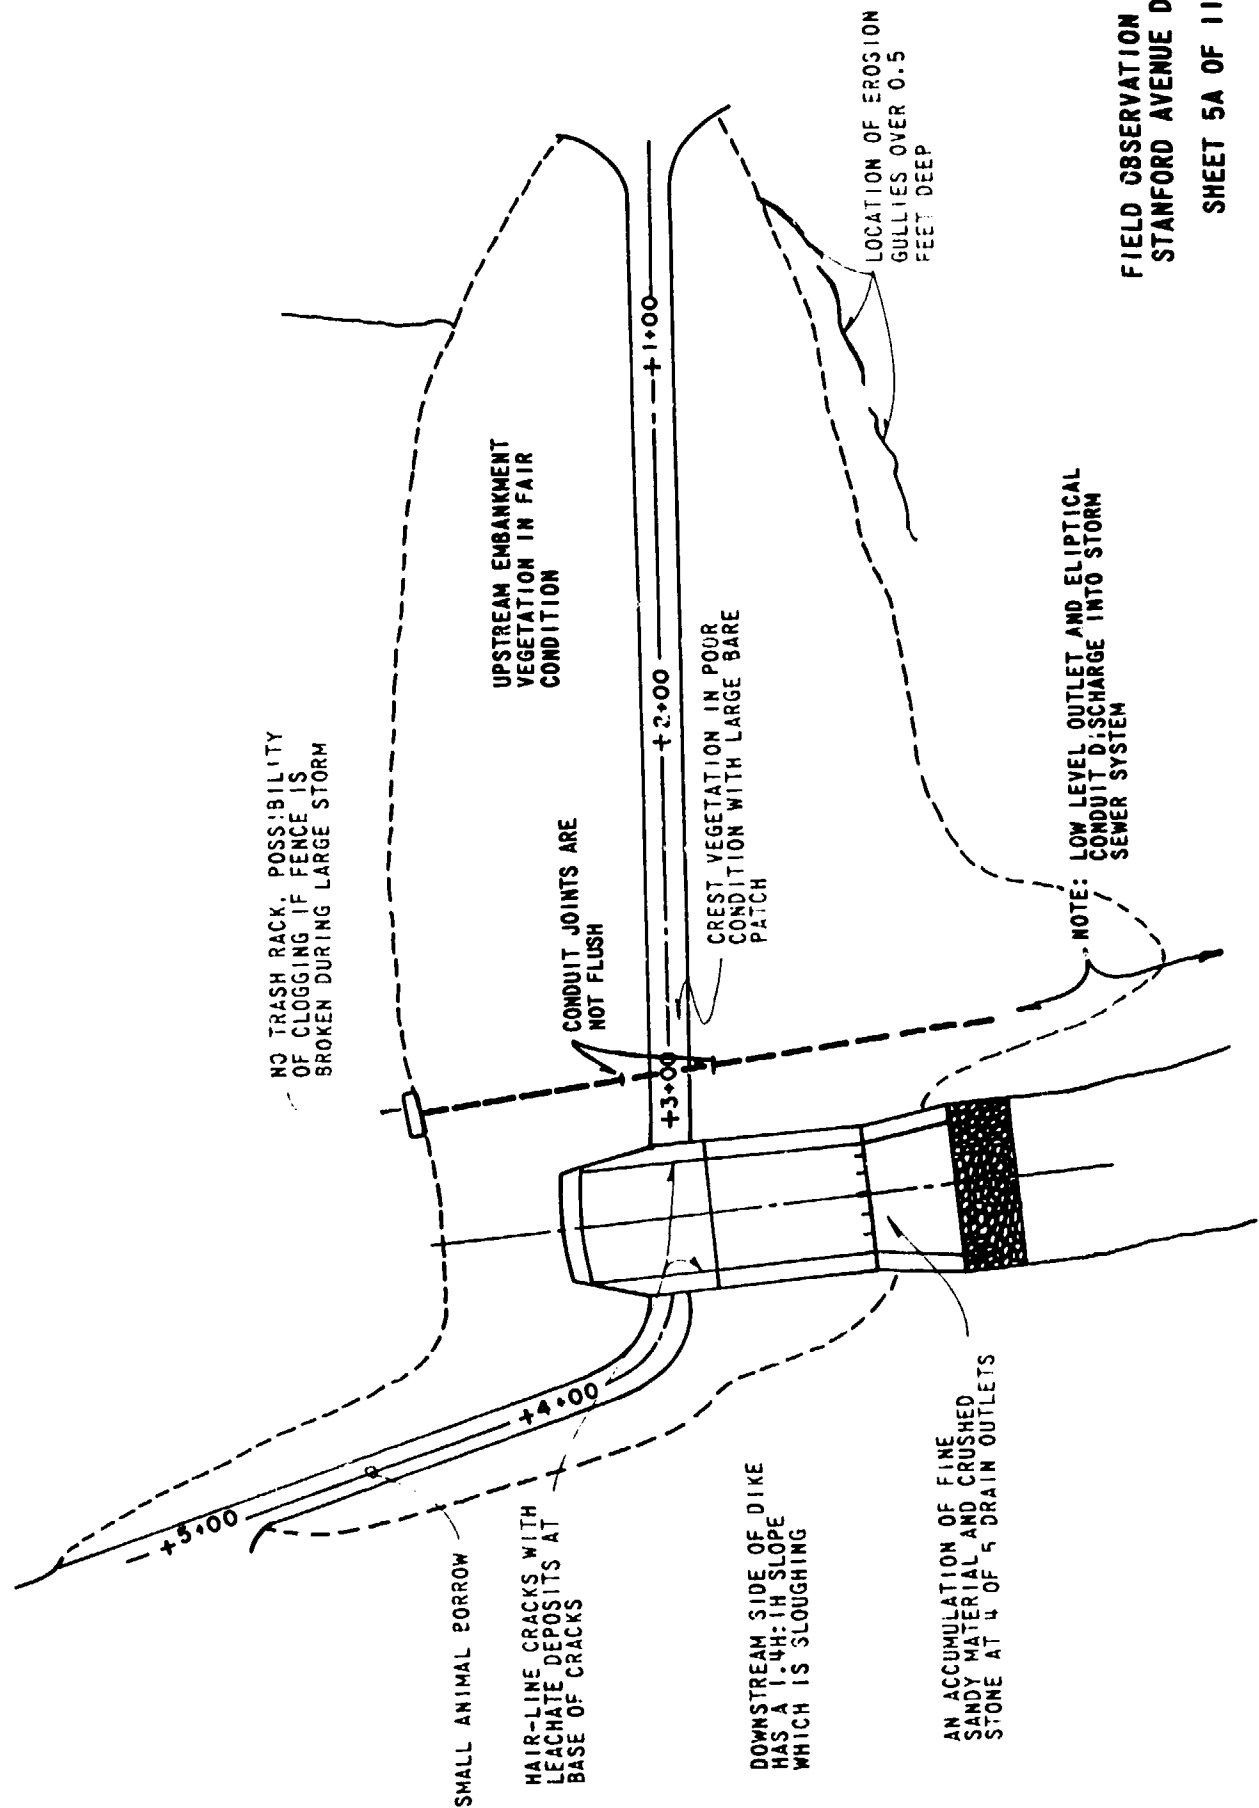 NO TRASH RACK, POSSIBILITY
OF CLOGGING IF FENCE IS
BROKEN DURING LARGE STORM
UPSTREAM EMBANKMENT
VEGETATION IN FAIR
CONDITION
CONDUIT JOINTS ARE
NOT FLUSH
+5+00
+4+00
+3+00
+2+00
+1+00
SMALL ANIMAL BORROW
HAIR-LINE CRACKS WITH
LEACHATE DEPOSITS AT
BASE OF CRACKS
CREST VEGETATION IN POOR
CONDITION WITH LARGE BARE
PATCH
DOWNSTREAM SIDE OF DIKE
HAS A 1.4H:1H SLOPE
WHICH IS SLOUGHING
LOCATION OF EROSION
GULLIES OVER 0.5
FEET DEEP
AN ACCUMULATION OF FINE
SANDY MATERIAL AND CRUSHED
STONE AT 4 OF 5 DRAIN OUTLETS
NOTE: LOW LEVEL OUTLET AND ELIPTICAL
CONDUIT DISCHARGE INTO STORM
SEWER SYSTEM
FIELD OBSERVATION
STANFORD AVENUE D
SHEET 5A OF 11